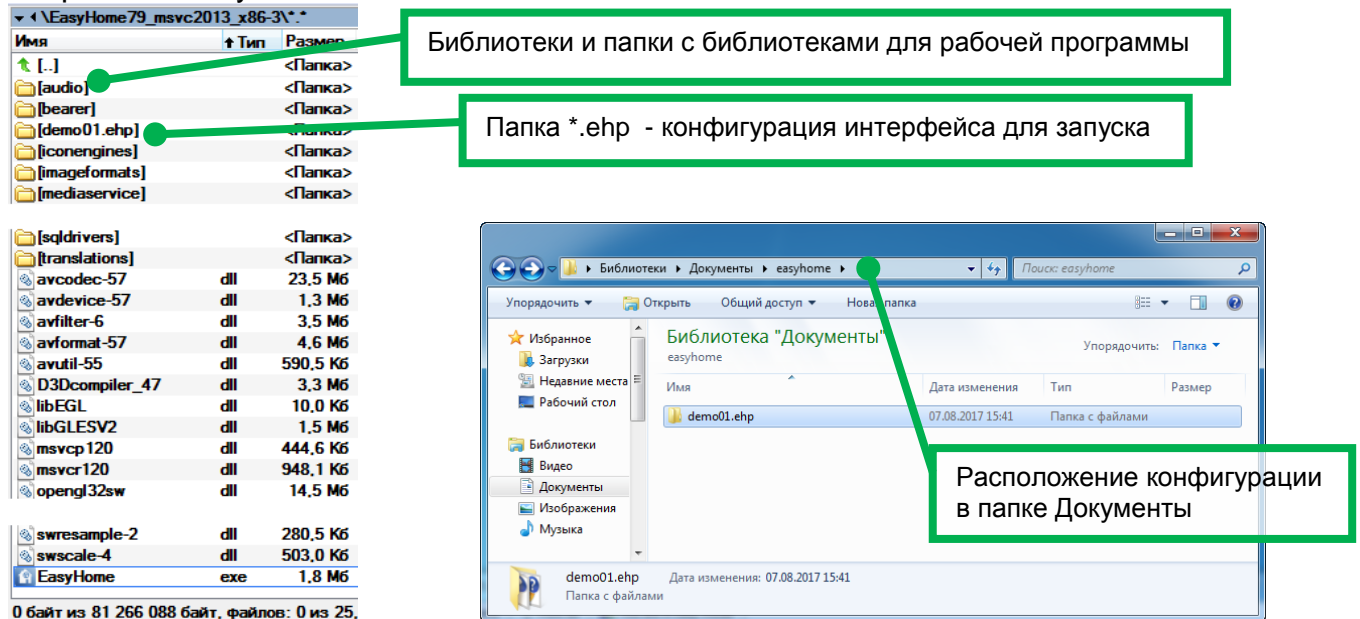 \EasyHome79_msvc2013_x86-3\*.*
Имя Тип Размер
[..] <Папка>
[audio] <Папка>
[bearer] <Папка>
[demo01.ehp] <Папка>
[iconengines] <Папка>
[imageformats] <Папка>
[mediaservice] <Папка>
[sqldrivers] <Папка>
[translations] <Папка>
avcodec-57 dll 23,5 Мб
avdevice-57 dll 1,3 Мб
avfilter-6 dll 3,5 Мб
avformat-57 dll 4,6 Мб
avutil-55 dll 590,5 Кб
D3Dcompiler_47 dll 3,3 Мб
libEGL dll 10,0 Кб
libGLESV2 dll 1,5 Мб
msvcp120 dll 444,6 Кб
msvcr120 dll 948,1 Кб
opengl32sw dll 14,5 Мб
swresample-2 dll 280,5 Кб
swscale-4 dll 503,0 Кб
EasyHome exe 1,8 Мб
0 байт из 81 266 088 байт, файлов: 0 из 25,
Библиотеки и папки с библиотеками для рабочей программы
Папка *.ehp - конфигурация интерфейса для запуска
Библиотеки Документы easyhome
Поиск: easyhome
Упорядочить Открыть Общий доступ Новая папка
Избранное
Загрузки
Недавние места
Рабочий стол
Библиотеки
Видео
Документы
Изображения
Музыка
Библиотека "Документы"
easyhome
Упорядочить: Папка
Имя Дата изменения Тип Размер
demo01.ehp 07.08.2017 15:41 Папка с файлами
Расположение конфигурации
в папке Документы
demo01.ehp Дата изменения: 07.08.2017 15:41
Папка с файлами